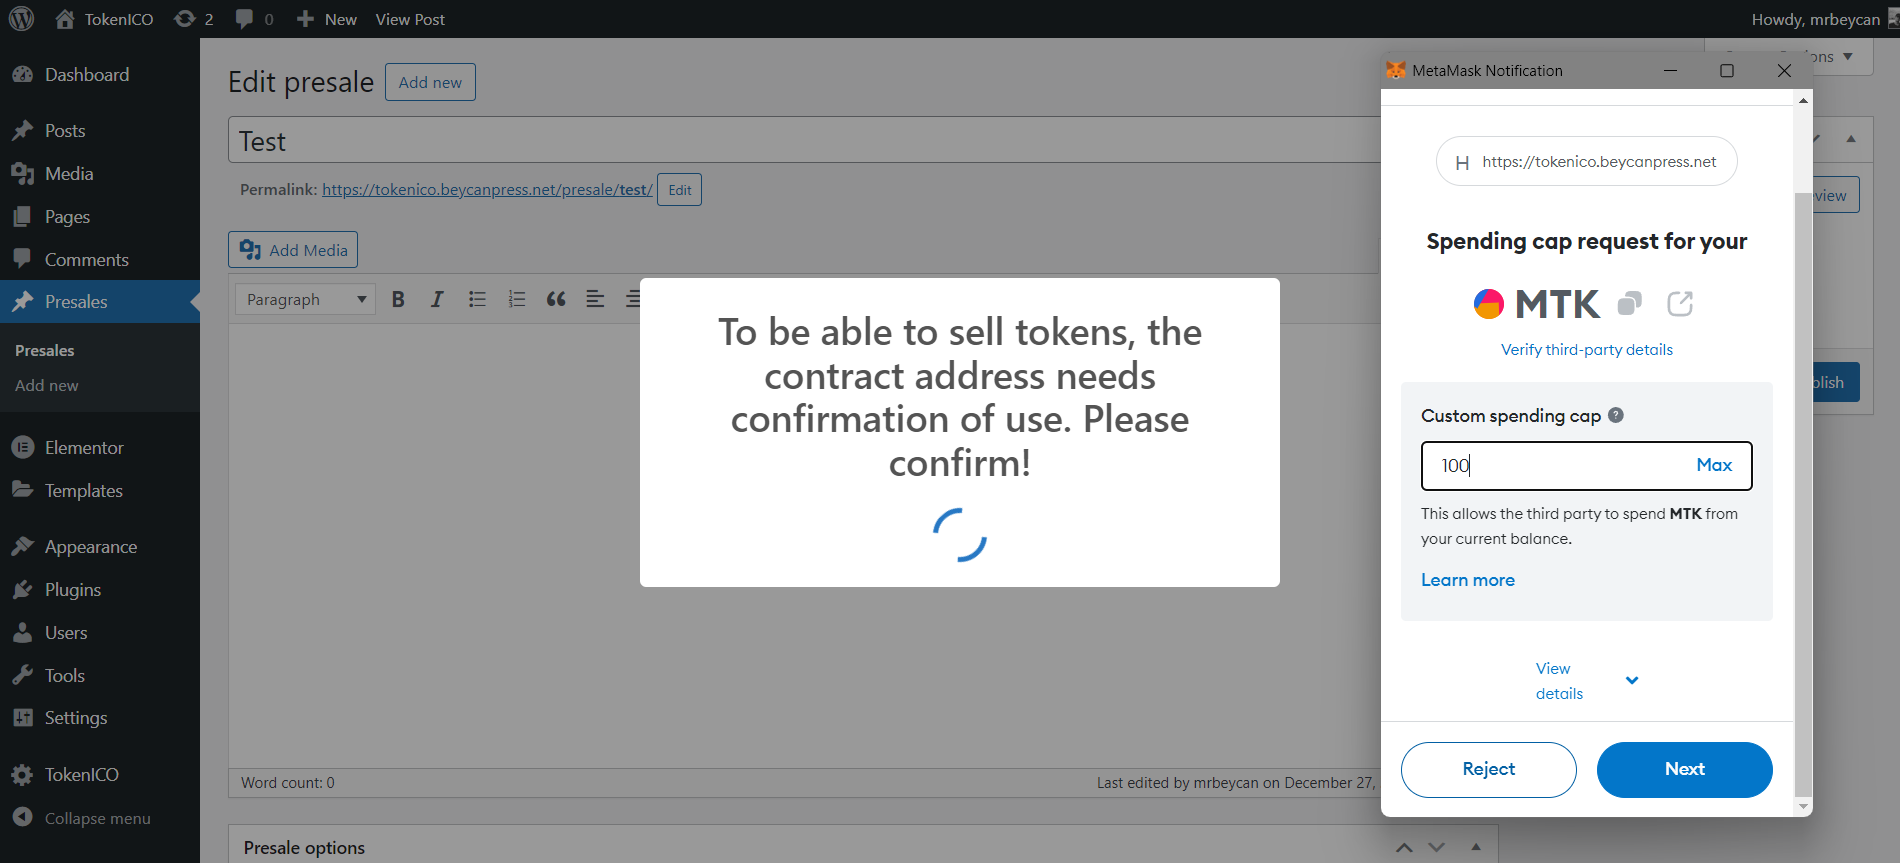 TokenICO
2
0
New
View Post
Howdy, mrbeycan
Dashboard
Posts
Media
Pages
Comments
Presales
Presales
Add new
Elementor
Templates
Appearance
Plugins
Users
Tools
Settings
TokenICO
Collapse menu
Edit presale
Add new
Test
Permalink: https://tokenico.beycanpress.net/presale/test/
Edit
Add Media
Paragraph
Word count: 0
Last edited by mrbeycan on December 27,
Presale options
To be able to sell tokens, the
contract address needs
confirmation of use. Please
confirm!
MetaMask Notification
H https://tokenico.beycanpress.net
Spending cap request for your
MTK
Verify third-party details
Custom spending cap ?
100
Max
This allows the third party to spend MTK from
your current balance.
Learn more
View
details
Reject
Next